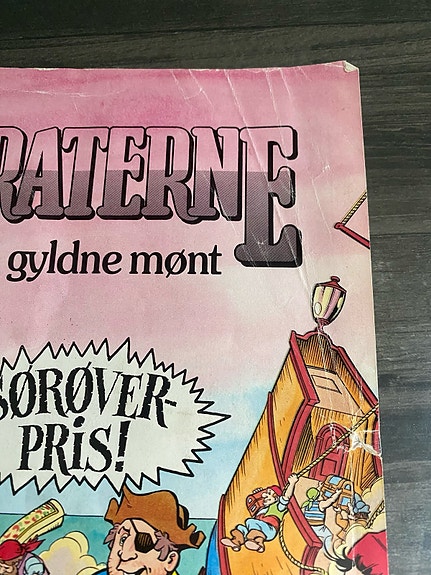 RATERNE
gyldne mønt
SØRØVER-
PRiS!